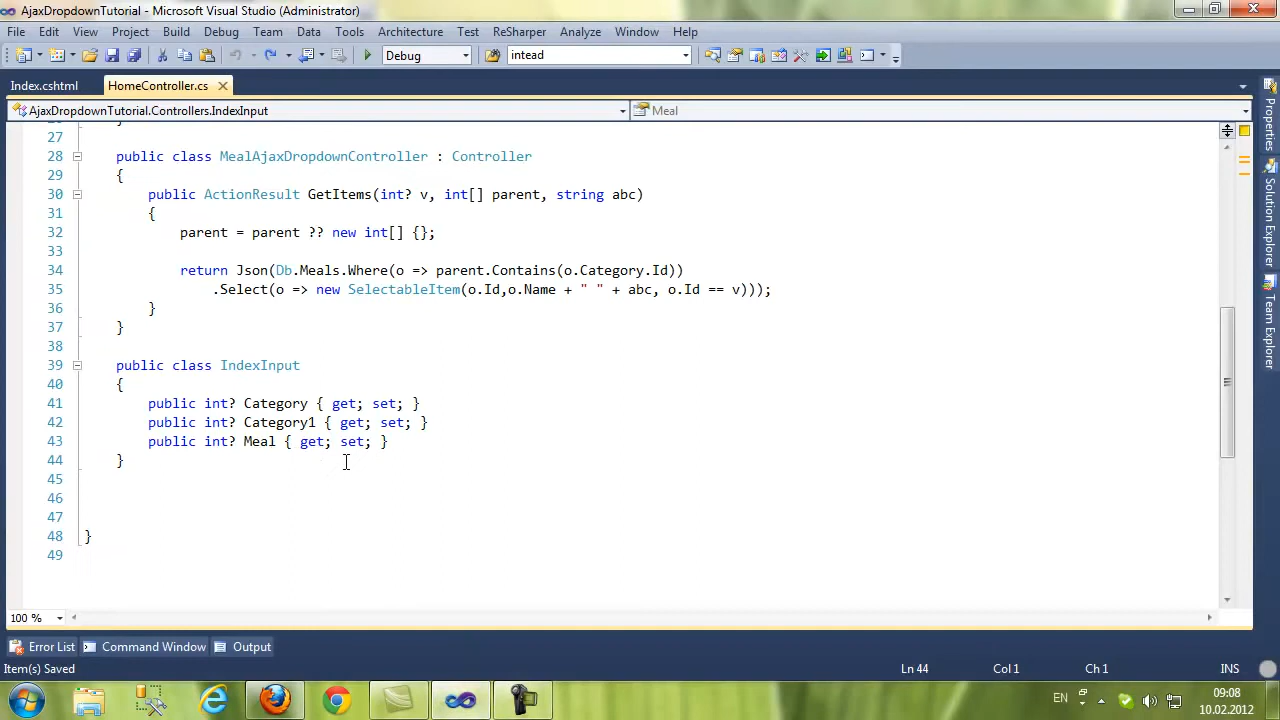 AjaxDropdownTutorial - Microsoft Visual Studio (Administrator)
File Edit View Project Build Debug Team Data Tools Architecture Test ReSharper Analyze Window Help
Debug intead
Index.cshtml HomeController.cs
AjaxDropdownTutorial.Controllers.IndexInput Meal
27
28 public class MealAjaxDropdownController : Controller
29 {
30 public ActionResult GetItems(int? v, int[] parent, string abc)
31 {
32 parent = parent ?? new int[] {};
33
34 return Json(Db.Meals.Where(o => parent.Contains(o.Category.Id))
35 .Select(o => new SelectableItem(o.Id,o.Name + " " + abc, o.Id == v)));
36 }
37 }
38
39 public class IndexInput
40 {
41 public int? Category { get; set; }
42 public int? Category1 { get; set; }
43 public int? Meal { get; set; }
44 }
45
46
47
48 }
49
100 %
Properties
Solution Explorer
Team Explorer
Error List Command Window Output
Item(s) Saved Ln 44 Col 1 Ch 1 INS
EN 09:08
10.02.2012